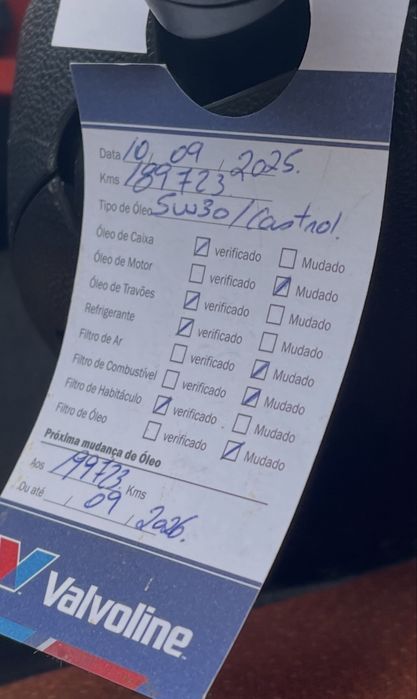 Data 10, 09, 2025.
Kms 189723
Tipo de Óleo 5W30/Castrol.
Óleo de Caixa verificado Mudado
Óleo de Motor verificado Mudado
Óleo de Travões verificado Mudado
Refrigerante verificado Mudado
Filtro de Ar verificado Mudado
Filtro de Combustível verificado Mudado
Filtro de Habitáculo verificado Mudado
Filtro de Óleo verificado Mudado
Próxima mudança de Óleo
Aos 199723 Kms
Ou até , 09 , 2026.
Valvoline